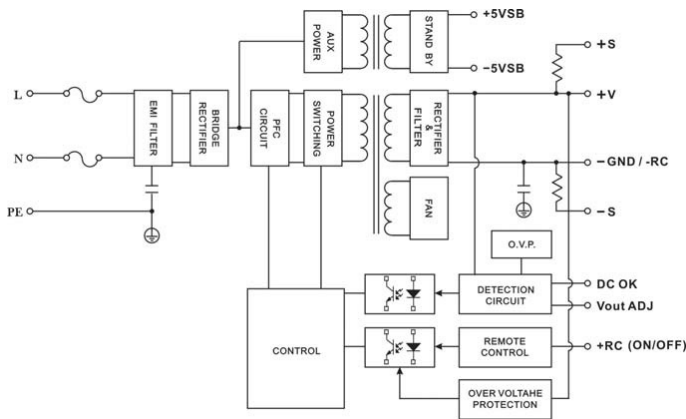 AUX
POWER
STAND BY
+5VSB
−5VSB
+S
L
EMI FILTER
BRIDGE
RECTIFIER
PFC
CIRCUIT
POWER
SWITCHING
RECTIFIER
&
FILTER
+V
N
−GND / -RC
PE
FAN
−S
O.V.P.
DETECTION
CIRCUIT
DC OK
Vout ADJ
CONTROL
REMOTE
CONTROL
+RC (ON/OFF)
OVER VOLTAHE
PROTECTION